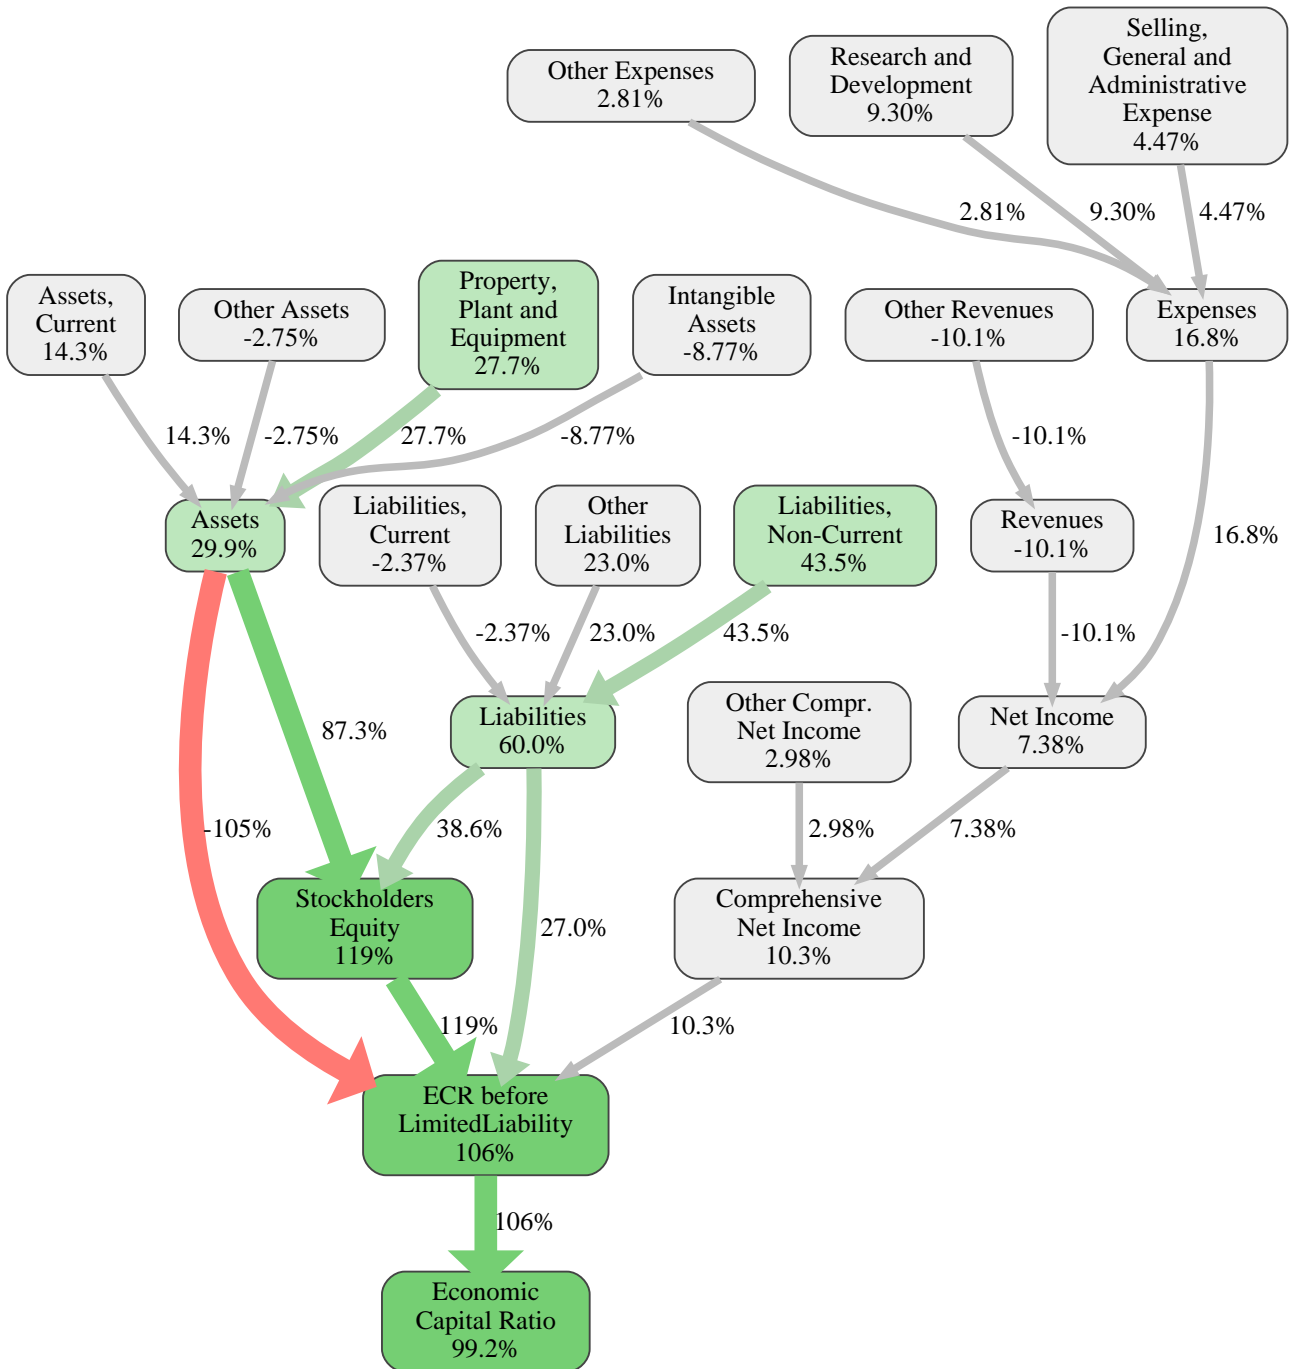 Selling,
General and
Administrative
Expense
4.47%
Research and
Development
9.30%
Other Expenses
2.81%
2.81%
9.30%
4.47%
Assets,
Current
14.3%
Other Assets
-2.75%
Property,
Plant and
Equipment
27.7%
Intangible
Assets
-8.77%
Other Revenues
-10.1%
Expenses
16.8%
14.3%
-2.75%
27.7%
-8.77%
-10.1%
16.8%
Assets
29.9%
Liabilities,
Current
-2.37%
Other
Liabilities
23.0%
Liabilities,
Non-Current
43.5%
Revenues
-10.1%
-2.37%
23.0%
43.5%
-10.1%
87.3%
Liabilities
60.0%
Other Compr.
Net Income
2.98%
Net Income
7.38%
-105%
38.6%
2.98%
7.38%
Stockholders
Equity
119%
27.0%
Comprehensive
Net Income
10.3%
119%
10.3%
ECR before
LimitedLiability
106%
106%
Economic
Capital Ratio
99.2%